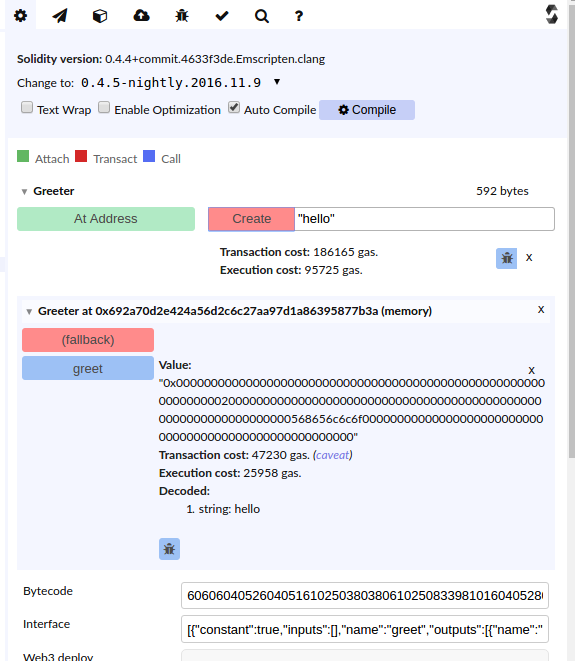 ?
Solidity version: 0.4.4+commit.4633f3de.Emscripten.clang
Change to: 0.4.5-nightly.2016.11.9
Text Wrap Enable Optimization Auto Compile Compile
Attach Transact Call
Greeter 592 bytes
At Address Create "hello"
Transaction cost: 186165 gas. x
Execution cost: 95725 gas.
Greeter at 0x692a70d2e424a56d2c6c27aa97d1a86395877b3a (memory) x
(fallback)
greet Value: x
Transaction cost: 47230 gas. (caveat)
Execution cost: 25958 gas.
Decoded:
1. string: hello
Bytecode
Interface [{"constant":true,"inputs":[],"name":"greet","outputs":[{"name":"
Web3 deploy